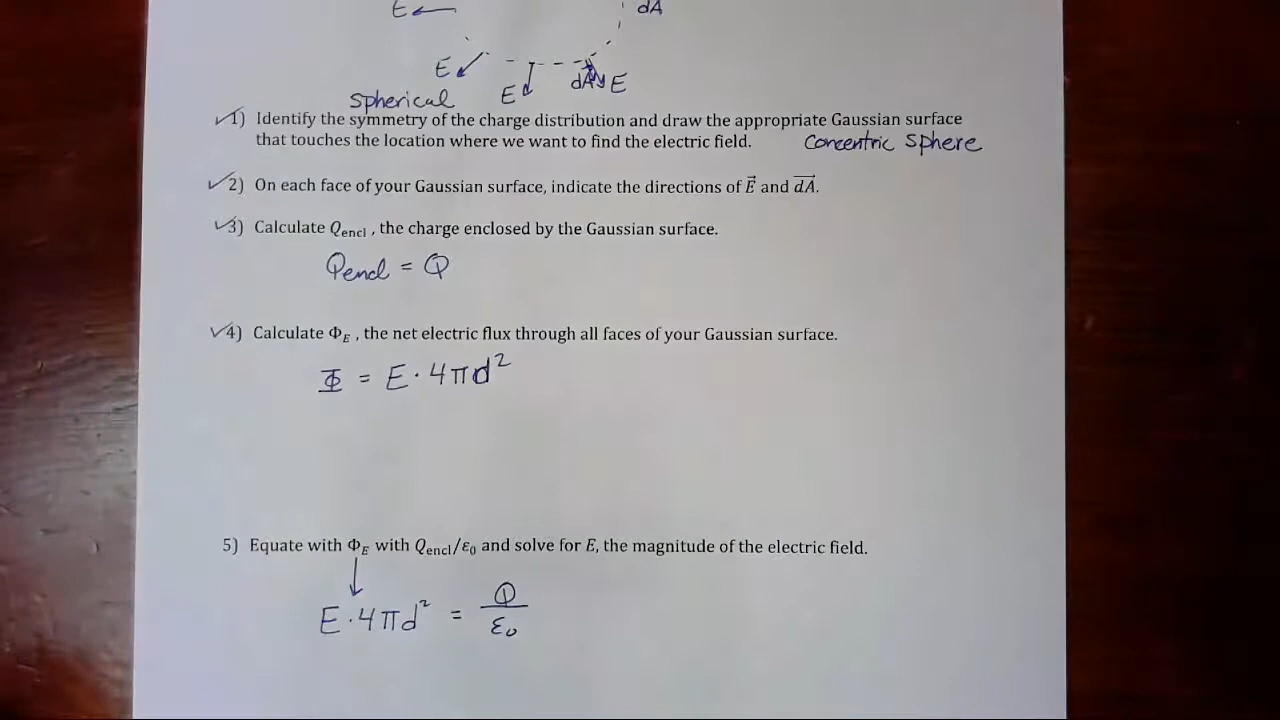 E
dA
E
E
dA E
spherical
1) Identify the symmetry of the charge distribution and draw the appropriate Gaussian surface
that touches the location where we want to find the electric field. concentric sphere
2) On each face of your Gaussian surface, indicate the directions of E⃗ and dA⃗.
3) Calculate Qencl , the charge enclosed by the Gaussian surface.
Qencl = Q
4) Calculate ΦE , the net electric flux through all faces of your Gaussian surface.
Φ = E · 4πd²
5) Equate with ΦE with Qencl/ε0 and solve for E, the magnitude of the electric field.
E · 4πd² = Q/ε0